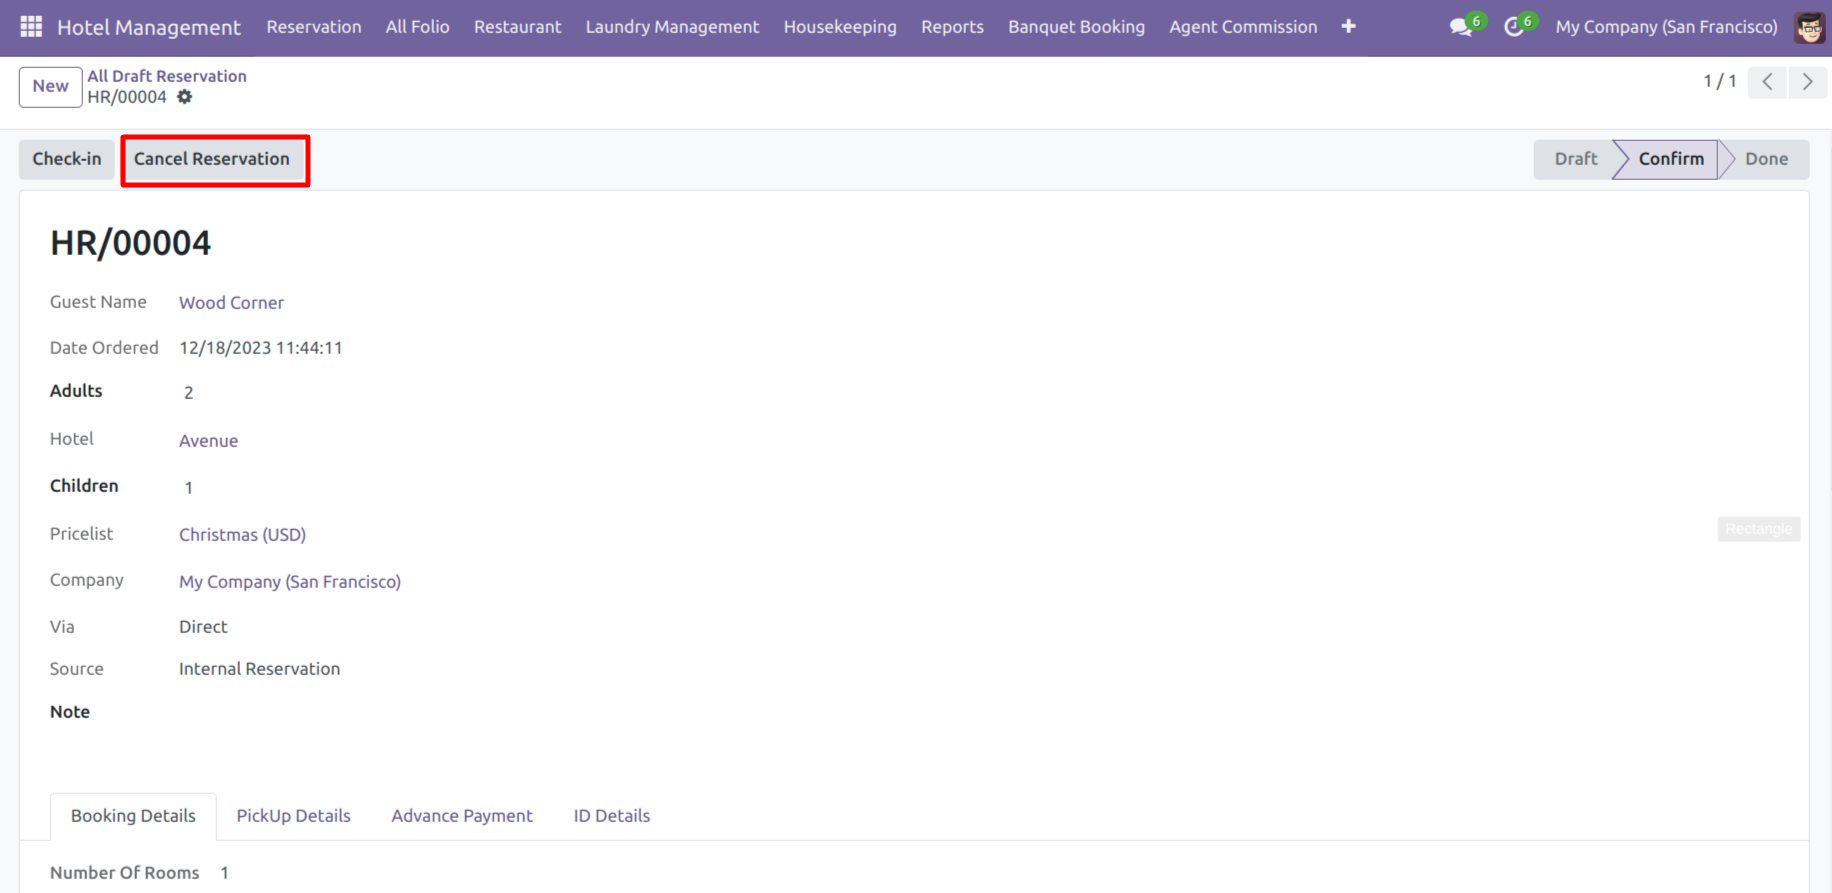 Hotel Management Reservation All Folio Restaurant Laundry Management Housekeeping Reports Banquet Booking Agent Commission 6 6 My Company (San Francisco)
New All Draft Reservation 1 / 1
HR/00004
Check-in Cancel Reservation Draft Confirm Done
HR/00004
Guest Name Wood Corner
Date Ordered 12/18/2023 11:44:11
Adults 2
Hotel Avenue
Children 1
Rectangle
Pricelist Christmas (USD)
Company My Company (San Francisco)
Via Direct
Source Internal Reservation
Note
Booking Details PickUp Details Advance Payment ID Details
Number Of Rooms 1